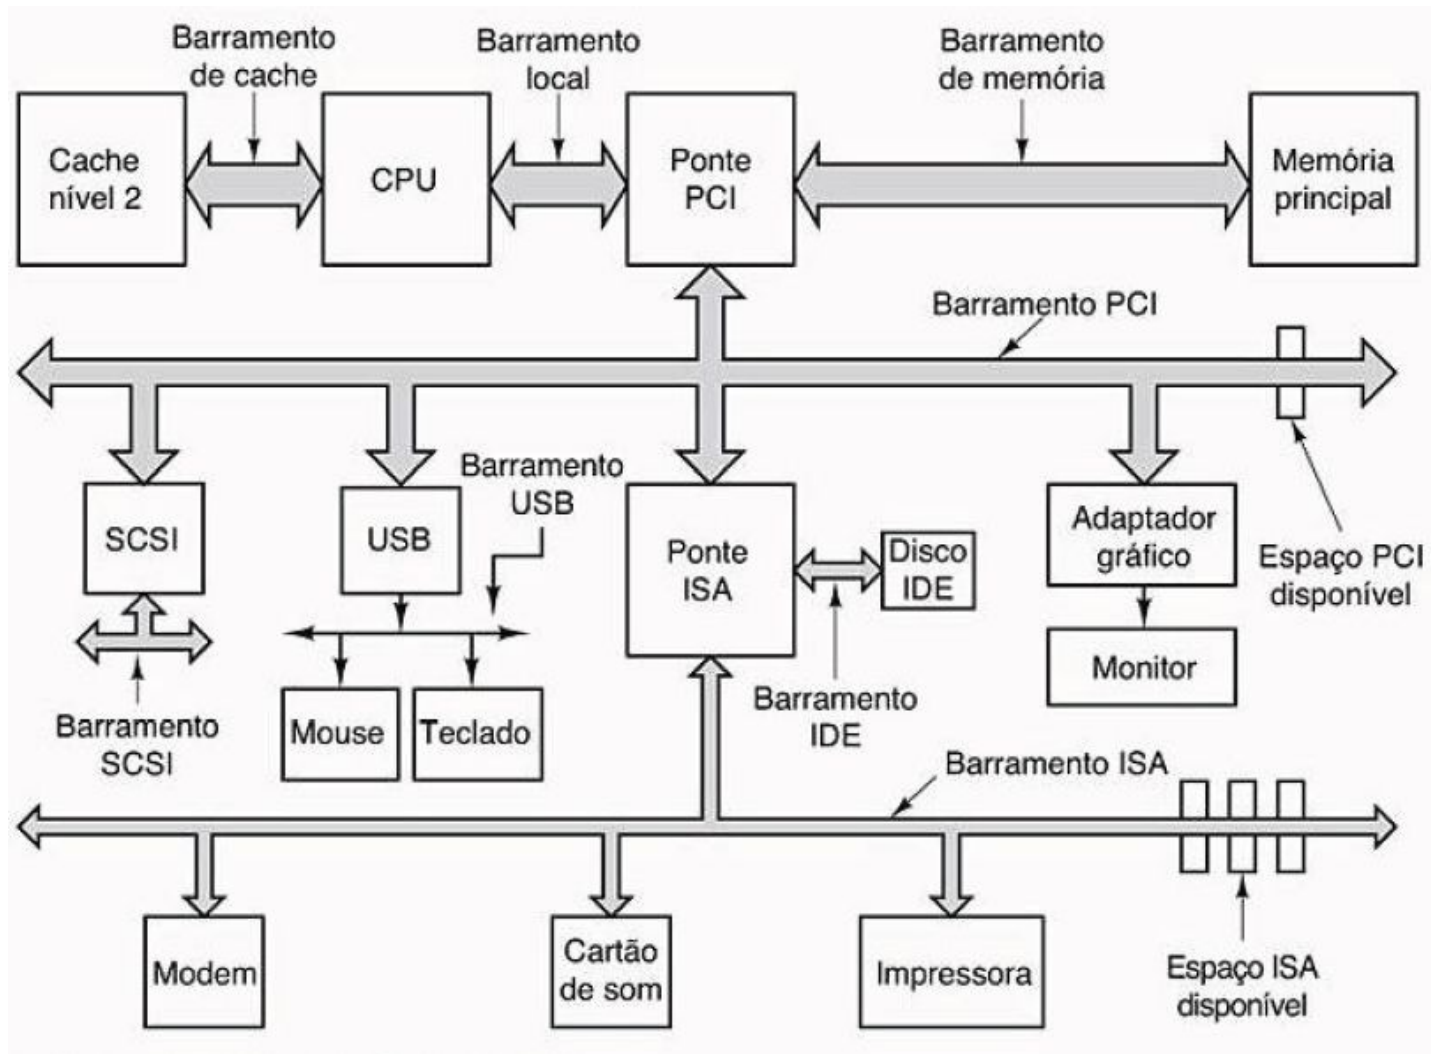 Barramento
de cache
Barramento
local
Barramento
de memória
Cache
nível 2
CPU
Ponte
PCI
Memória
principal
Barramento PCI
SCSI
USB
Barramento
USB
Ponte
ISA
Disco
IDE
Adaptador
gráfico
Espaço PCI
disponível
Monitor
Barramento
SCSI
Mouse
Teclado
Barramento
IDE
Barramento ISA
Modem
Cartão
de som
Impressora
Espaço ISA
disponível